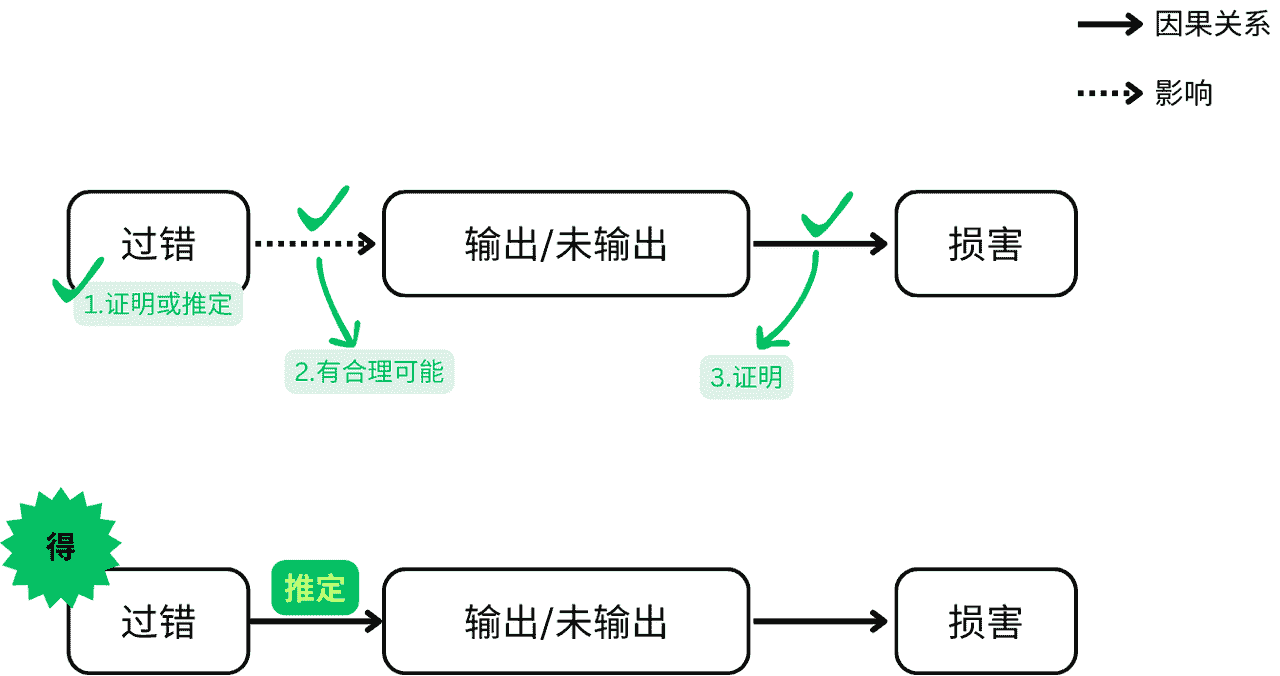 因果关系
影响
过错
输出/未输出
损害
1.证明或推定
2.有合理可能
3.证明
得
推定
过错
输出/未输出
损害